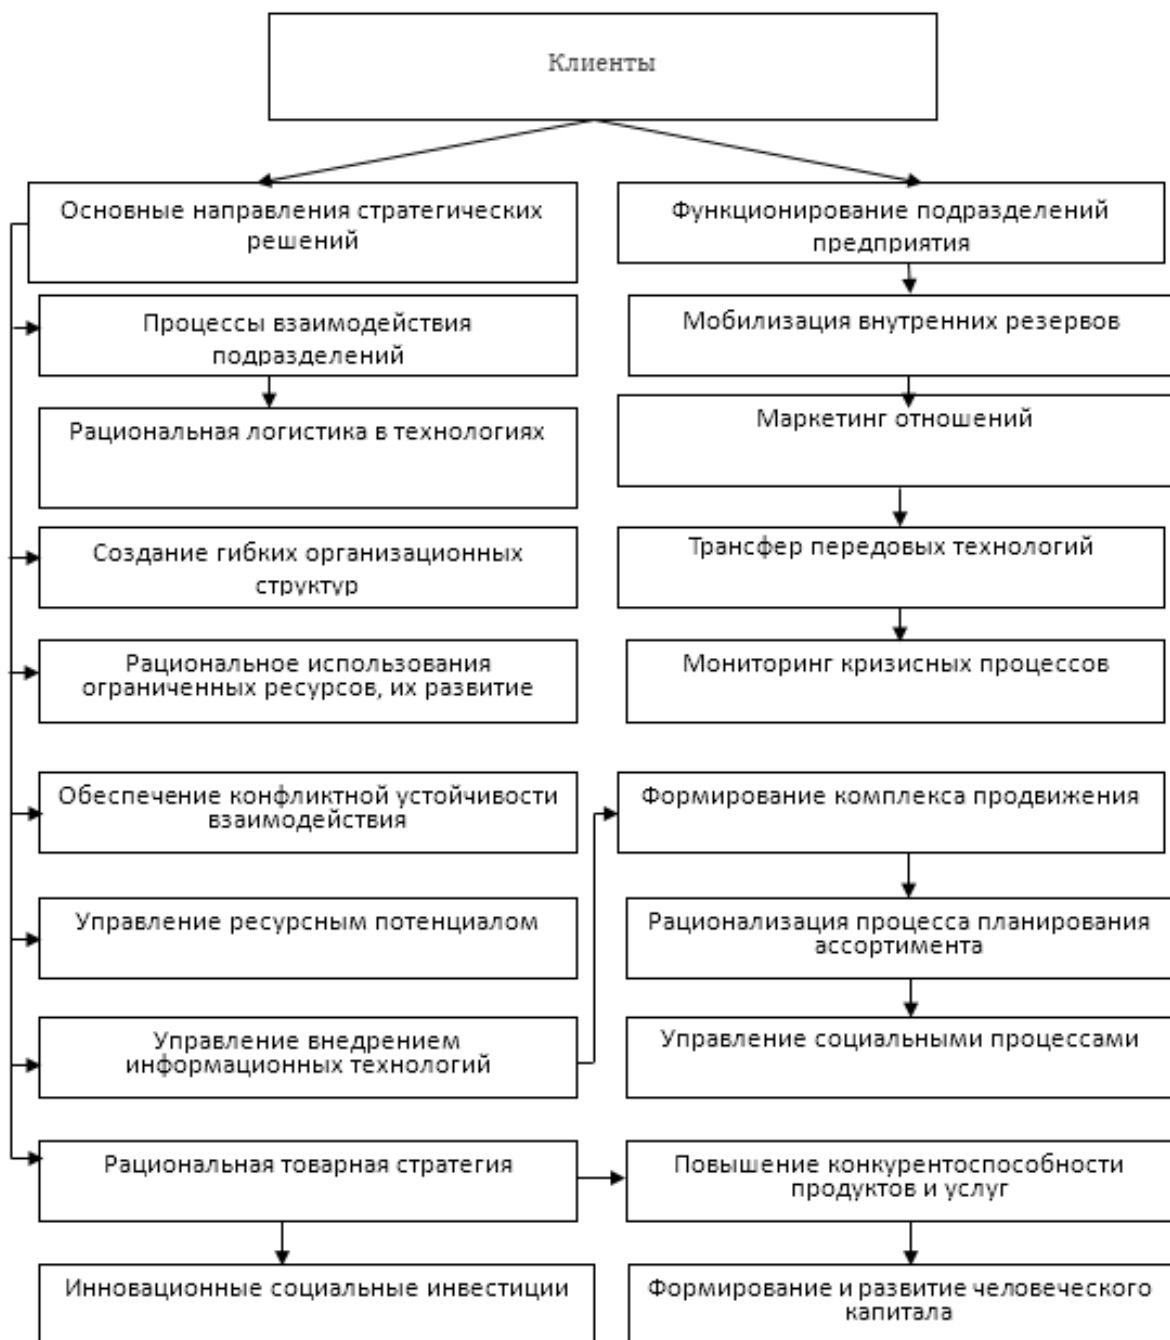 Клиенты
Основные направления стратегических
решений
Функционирование подразделений
предприятия
Процессы взаимодействия
подразделений
Мобилизация внутренних резервов
Рациональная логистика в технологиях
Маркетинг отношений
Создание гибких организационных
структур
Трансфер передовых технологий
Рациональное использования
ограниченных ресурсов, их развитие
Мониторинг кризисных процессов
Обеспечение конфликтной устойчивости
взаимодействия
Формирование комплекса продвижения
Управление ресурсным потенциалом
Рационализация процесса планирования
ассортимента
Управление внедрением
информационных технологий
Управление социальными процессами
Рациональная товарная стратегия
Повышение конкурентоспособности
продуктов и услуг
Инновационные социальные инвестиции
Формирование и развитие человеческого
капитала